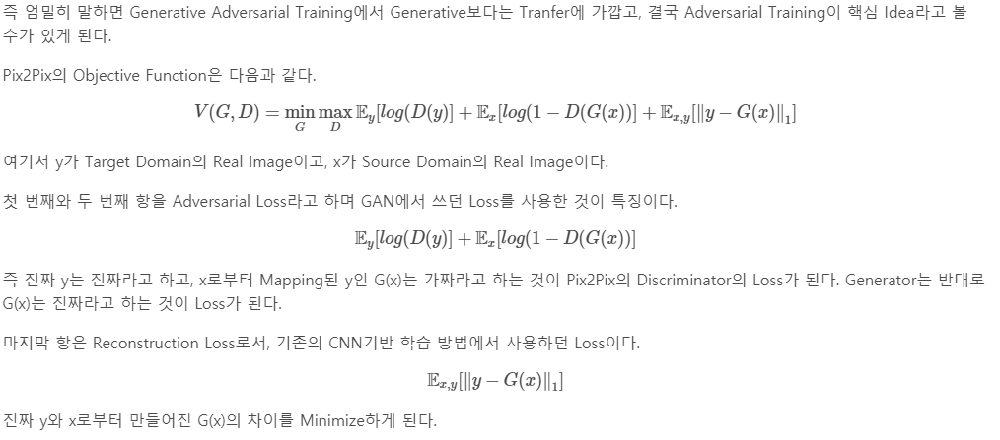 즉 엄밀히 말하면 Generative Adversarial Training에서 Generative보다는 Tranfer에 가깝고, 결국 Adversarial Training이 핵심 Idea라고 볼
수가 있게 된다.
Pix2Pix의 Objective Function은 다음과 같다.
V(G, D) = min_G max_D 𝔼_y[log(D(y)] + 𝔼_x[log(1 − D(G(x))] + 𝔼_{x,y}[‖y − G(x)‖_1]
여기서 y가 Target Domain의 Real Image이고, x가 Source Domain의 Real Image이다.
첫 번째와 두 번째 항을 Adversarial Loss라고 하며 GAN에서 쓰던 Loss를 사용한 것이 특징이다.
𝔼_y[log(D(y)] + 𝔼_x[log(1 − D(G(x))]
즉 진짜 y는 진짜라고 하고, x로부터 Mapping된 y인 G(x)는 가짜라고 하는 것이 Pix2Pix의 Discriminator의 Loss가 된다. Generator는 반대로
G(x)는 진짜라고 하는 것이 Loss가 된다.
마지막 항은 Reconstruction Loss로서, 기존의 CNN기반 학습 방법에서 사용하던 Loss이다.
𝔼_{x,y}[‖y − G(x)‖_1]
진짜 y와 x로부터 만들어진 G(x)의 차이를 Minimize하게 된다.